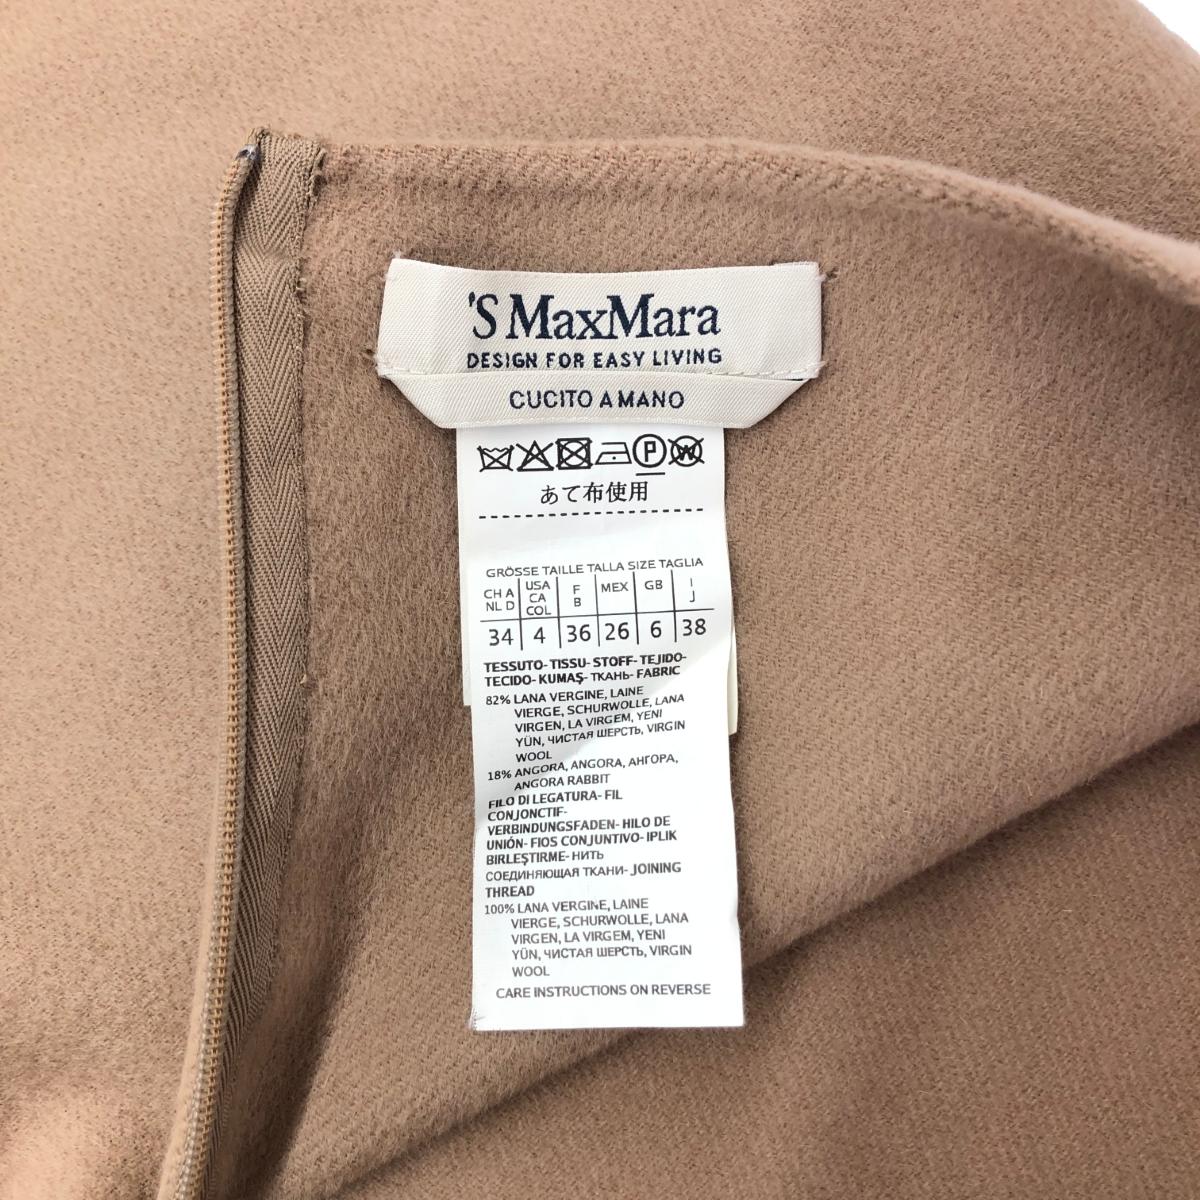 'S MaxMara
DESIGN FOR EASY LIVING
CUCITO A MANO
P W
あて布使用
GRÖSSE TAILLE TALLA SIZE TAGLIA
CH A NL D USA CA COL F B MEX GB I J
34 4 36 26 6 38
TESSUTO- TISSU- STOFF- TEJIDO-
TECIDO- KUMAŞ- ТКАНЬ- FABRIC
82% LANA VERGINE, LAINE
VIERGE, SCHURWOLLE, LANA
VIRGEN, LA VIRGEM, YENI
YÜN, ЧИСТАЯ ШЕРСТЬ, VIRGIN
WOOL
18% ANGORA, ANGORA, АНГОРА,
ANGORA RABBIT
FILO DI LEGATURA- FIL
CONJONCTIF-
VERBINDUNGSFADEN- HILO DE
UNIÓN- FIOS CONJUNTIVO- IPLIK
BIRLEŞTIRME- НИТЬ
СОЕДИНЯЮЩАЯ ТКАНИ- JOINING
THREAD
100% LANA VERGINE, LAINE
VIERGE, SCHURWOLLE, LANA
VIRGEN, LA VIRGEM, YENI
YÜN, ЧИСТАЯ ШЕРСТЬ, VIRGIN
WOOL
CARE INSTRUCTIONS ON REVERSE